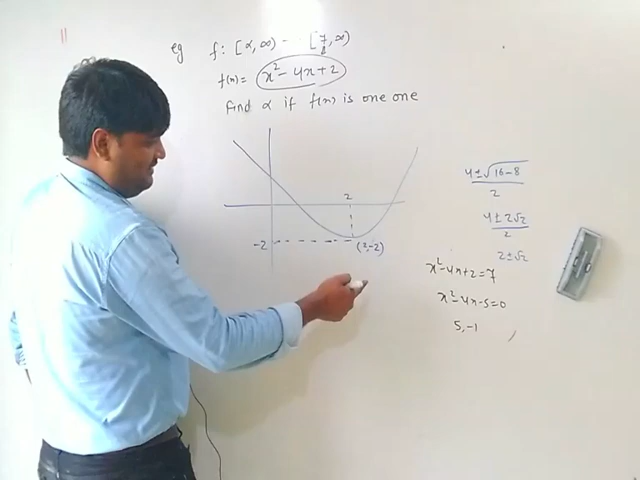 11
eg f: [α, ∞) ... [7, ∞)
f(x) = x² - 4x + 2
find α if f(x) is one one
2
-2
(2, -2)
4 ± √16 - 8
2
4 ± 2√2
2
2 ± √2
x² - 4x + 2 = 7
x² - 4x - 5 = 0
5, -1